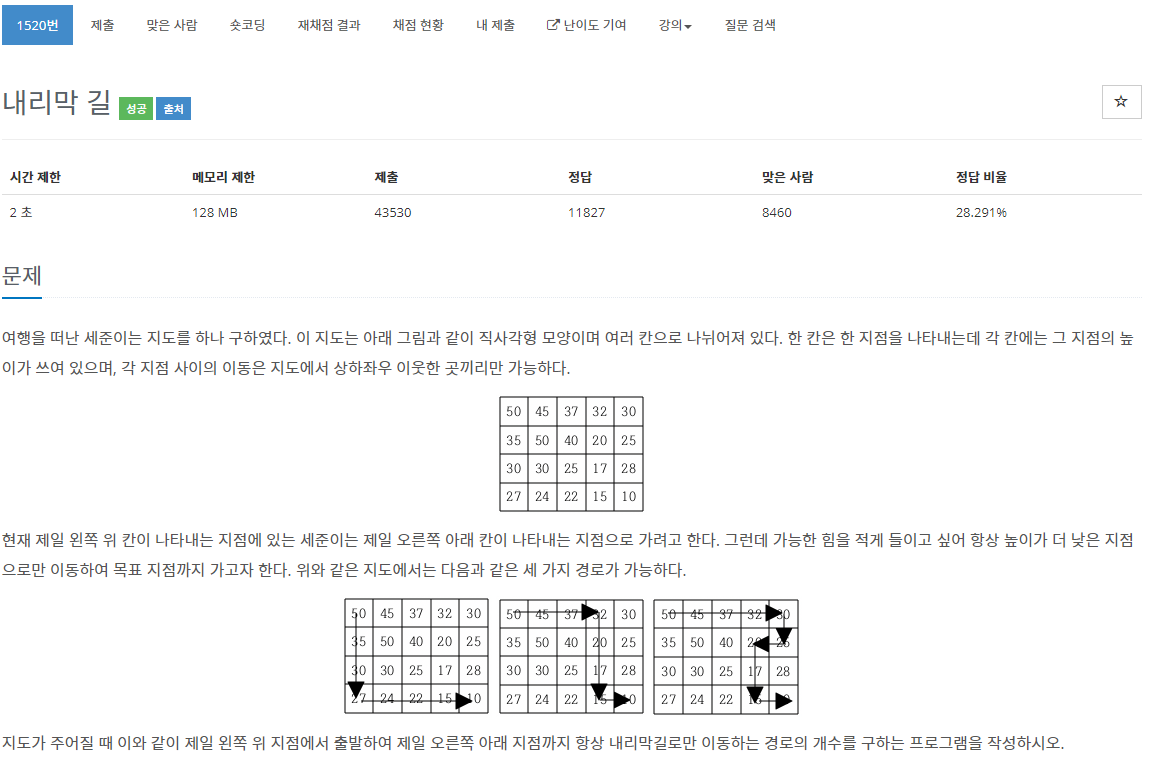 1520번 제출 맞은 사람 숏코딩 재채점 결과 채점 현황 내 제출 난이도 기여 강의 질문 검색
내리막 길 성공 출처
시간 제한 메모리 제한 제출 정답 맞은 사람 정답 비율
2 초 128 MB 43530 11827 8460 28.291%
문제
여행을 떠난 세준이는 지도를 하나 구하였다. 이 지도는 아래 그림과 같이 직사각형 모양이며 여러 칸으로 나뉘어져 있다. 한 칸은 한 지점을 나타내는데 각 칸에는 그 지점의 높
이가 쓰여 있으며, 각 지점 사이의 이동은 지도에서 상하좌우 이웃한 곳끼리만 가능하다.
50 45 37 32 30
35 50 40 20 25
30 30 25 17 28
27 24 22 15 10
현재 제일 왼쪽 위 칸이 나타내는 지점에 있는 세준이는 제일 오른쪽 아래 칸이 나타내는 지점으로 가려고 한다. 그런데 가능한 힘을 적게 들이고 싶어 항상 높이가 더 낮은 지점
으로만 이동하여 목표 지점까지 가고자 한다. 위와 같은 지도에서는 다음과 같은 세 가지 경로가 가능하다.
50 45 37 32 30 50 45 37 32 30 50 45 37 32 30
35 50 40 20 25 35 50 40 20 25 35 50 40 20 25
30 30 25 17 28 30 30 25 17 28 30 30 25 17 28
27 24 22 15 10 27 24 22 15 10 27 24 22 15 10
지도가 주어질 때 이와 같이 제일 왼쪽 위 지점에서 출발하여 제일 오른쪽 아래 지점까지 항상 내리막길로만 이동하는 경로의 개수를 구하는 프로그램을 작성하시오.